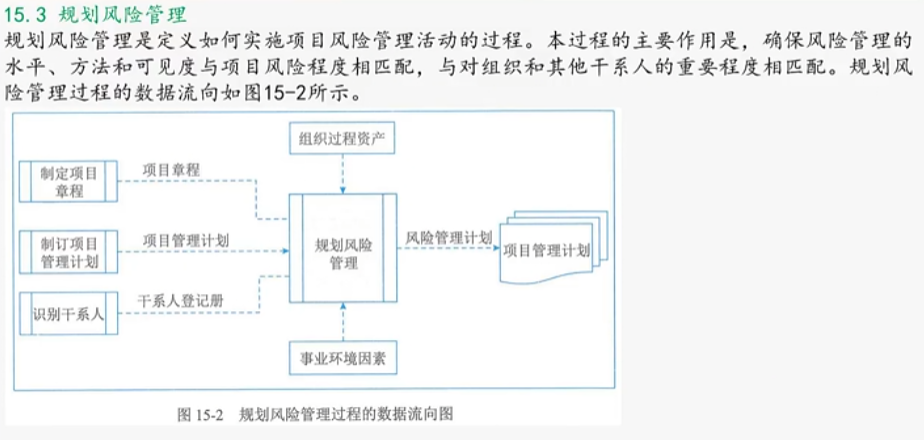 15.3 规划风险管理
规划风险管理是定义如何实施项目风险管理活动的过程。本过程的主要作用是，确保风险管理的
水平、方法和可见度与项目风险程度相匹配，与对组织和其他干系人的重要程度相匹配。规划风
险管理过程的数据流向如图15-2所示。
组织过程资产
制定项目
章程
项目章程
制订项目
管理计划
项目管理计划
规划风险
管理
风险管理计划
项目管理计划
识别干系人
干系人登记册
事业环境因素
图 15-2 规划风险管理过程的数据流向图